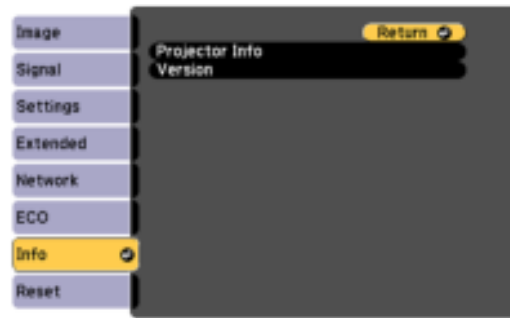 Image
Signal
Settings
Extended
Network
ECO
Info
Reset
Return
Projector Info
Version